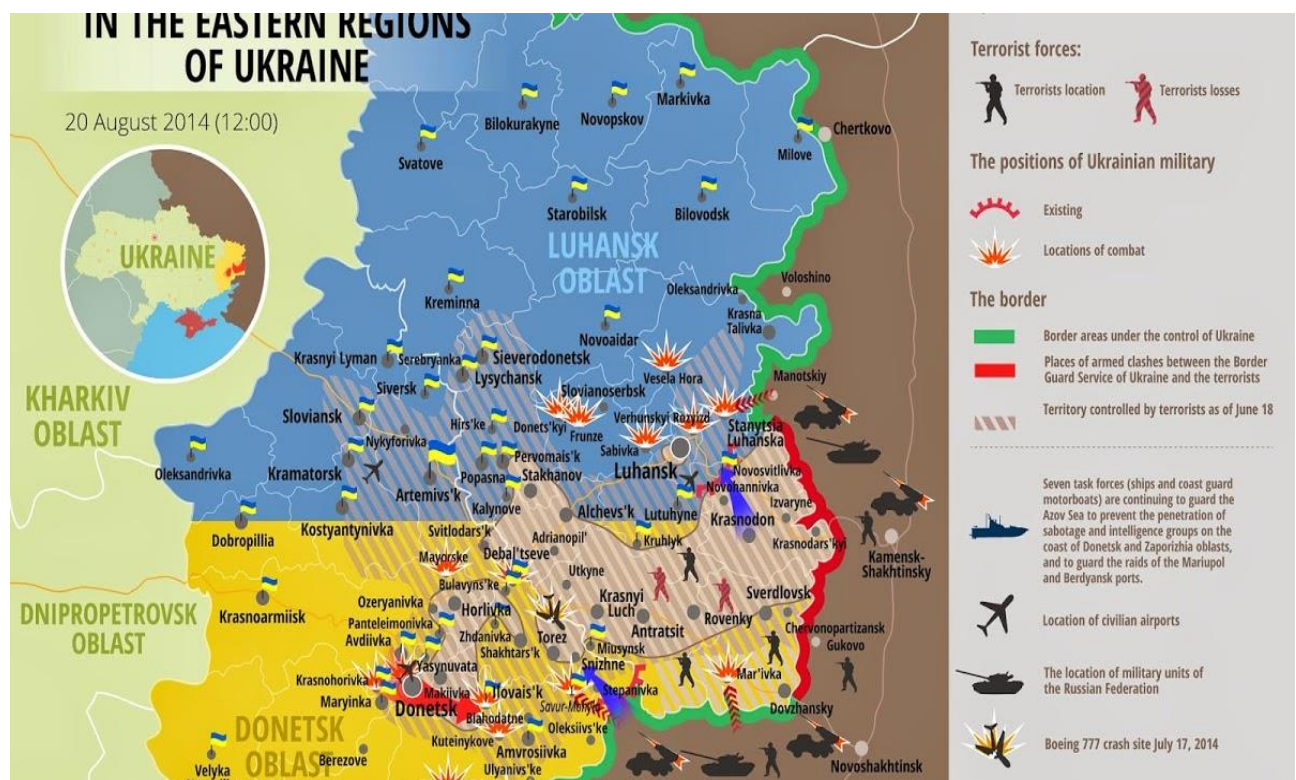 IN THE EASTERN REGIONS
OF UKRAINE
20 August 2014 (12:00)
UKRAINE
KHARKIV
OBLAST
DNIPROPETROVSK
OBLAST
LUHANSK
OBLAST
DONETSK
OBLAST
Svatove
Bilokurakyne
Novopskov
Markivka
Milove
Chertkovo
Starobilsk
Bilovodsk
Kreminna
Oleksandrivka
Voloshino
Krasna
Talivka
Novoaidar
Krasnyi Lyman
Serebryanka
Sieverodonetsk
Lysychansk
Siversk
Slovianoserbsk
Vesela Hora
Manotskiy
Sloviansk
Nykyforivka
Hirs'ke
Donets'kyi
Frunze
Verhunskyi Rozyizd
Stanytsia
Luhanska
Sabivka
Oleksandrivka
Kramatorsk
Artemivs'k
Popasna
Pervomais'k
Stakhanov
Luhansk
Novosvitlivka
Novohannivka
Izvaryne
Kalynove
Alchevs'k
Lutuhyne
Krasnodon
Kostyantynivka
Svitlodars'k
Adrianopil'
Kruhlyk
Krasnodars'kyi
Kamensk-
Shakhtinsky
Dobropillia
Mayorske
Debal'tseve
Bulavyns'ke
Utkyne
Krasnoarmiisk
Ozeryanivka
Horlivka
Krasnyi
Luch
Sverdlovsk
Panteleimonivka
Avdiivka
Zhdanivka
Torez
Antratsit
Rovenky
Chervonopartizansk
Gukovo
Shakhtars'k
Miusynsk
Snizhne
Yasynuvata
Krasnohorivka
Makiivka
Ilovais'k
Stepanivka
Mar'ivka
Maryinka
Donetsk
Savur-Mohyla
Blahodatne
Dovzhansky
Kuteinykove
Oleksiivs'ke
Amvrosiivka
Velyka
Berezove
Ulyanivs'ke
Novoshakhtinsk
Terrorist forces:
Terrorists location
Terrorists losses
The positions of Ukrainian military
Existing
Locations of combat
The border
Border areas under the control of Ukraine
Places of armed clashes between the Border
Guard Service of Ukraine and the terrorists
Territory controlled by terrorists as of June 18
Seven task forces (ships and coast guard
motorboats) are continuing to guard the
Azov Sea to prevent the penetration of
sabotage and intelligence groups on the
coast of Donetsk and Zaporizhia oblasts,
and to guard the raids of the Mariupol
and Berdyansk ports.
Location of civilian airports
The location of military units of
the Russian Federation
Boeing 777 crash site July 17, 2014